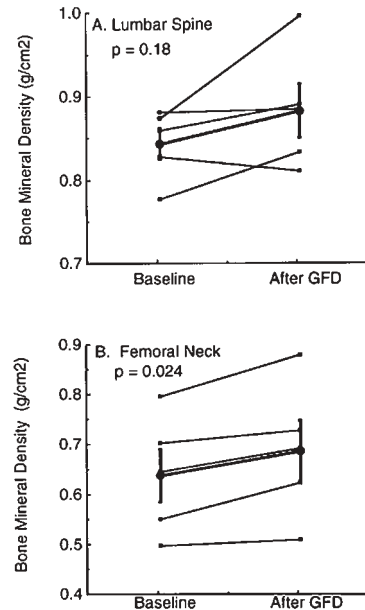 A. Lumbar Spine
p = 0.18
Bone Mineral Density (g/cm2)
1.0
0.9
0.8
0.7
Baseline
After GFD
B. Femoral Neck
p = 0.024
Bone Mineral Density (g/cm2)
0.9
0.8
0.7
0.6
0.5
0.4
Baseline
After GFD